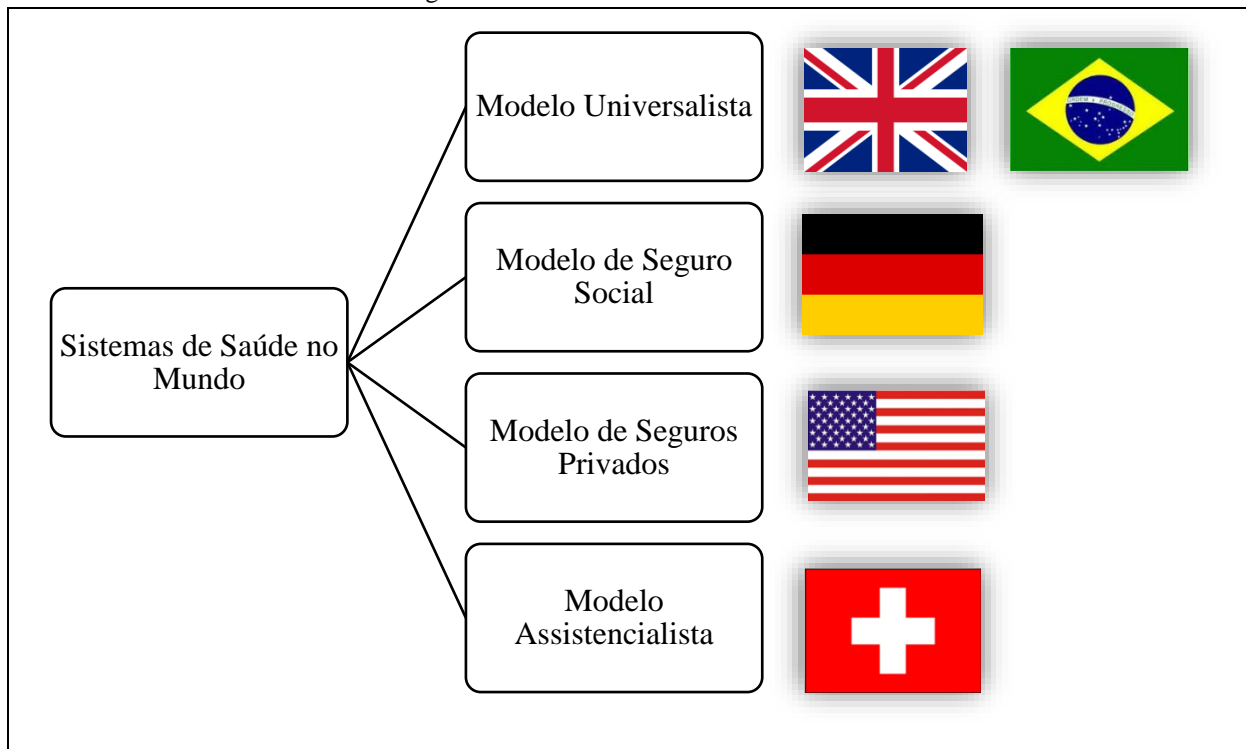 Modelo Universalista
Modelo de Seguro
Social
Sistemas de Saúde no
Mundo
Modelo de Seguros
Privados
Modelo
Assistencialista